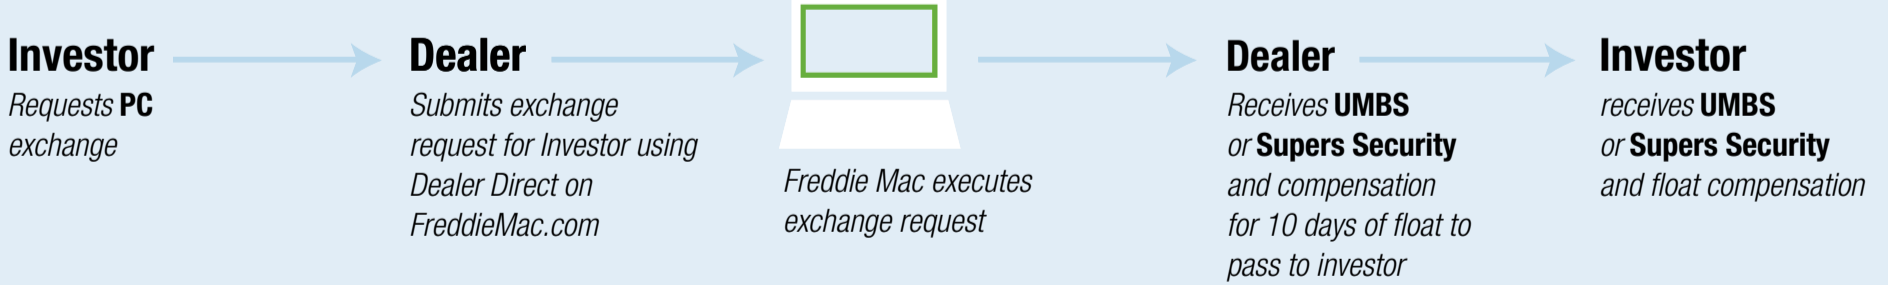 Investor
Requests PC
exchange
Dealer
Submits exchange
request for Investor using
Dealer Direct on
FreddieMac.com
Freddie Mac executes
exchange request
Dealer
Receives UMBS
or Supers Security
and compensation
for 10 days of float to
pass to investor
Investor
receives UMBS
or Supers Security
and float compensation